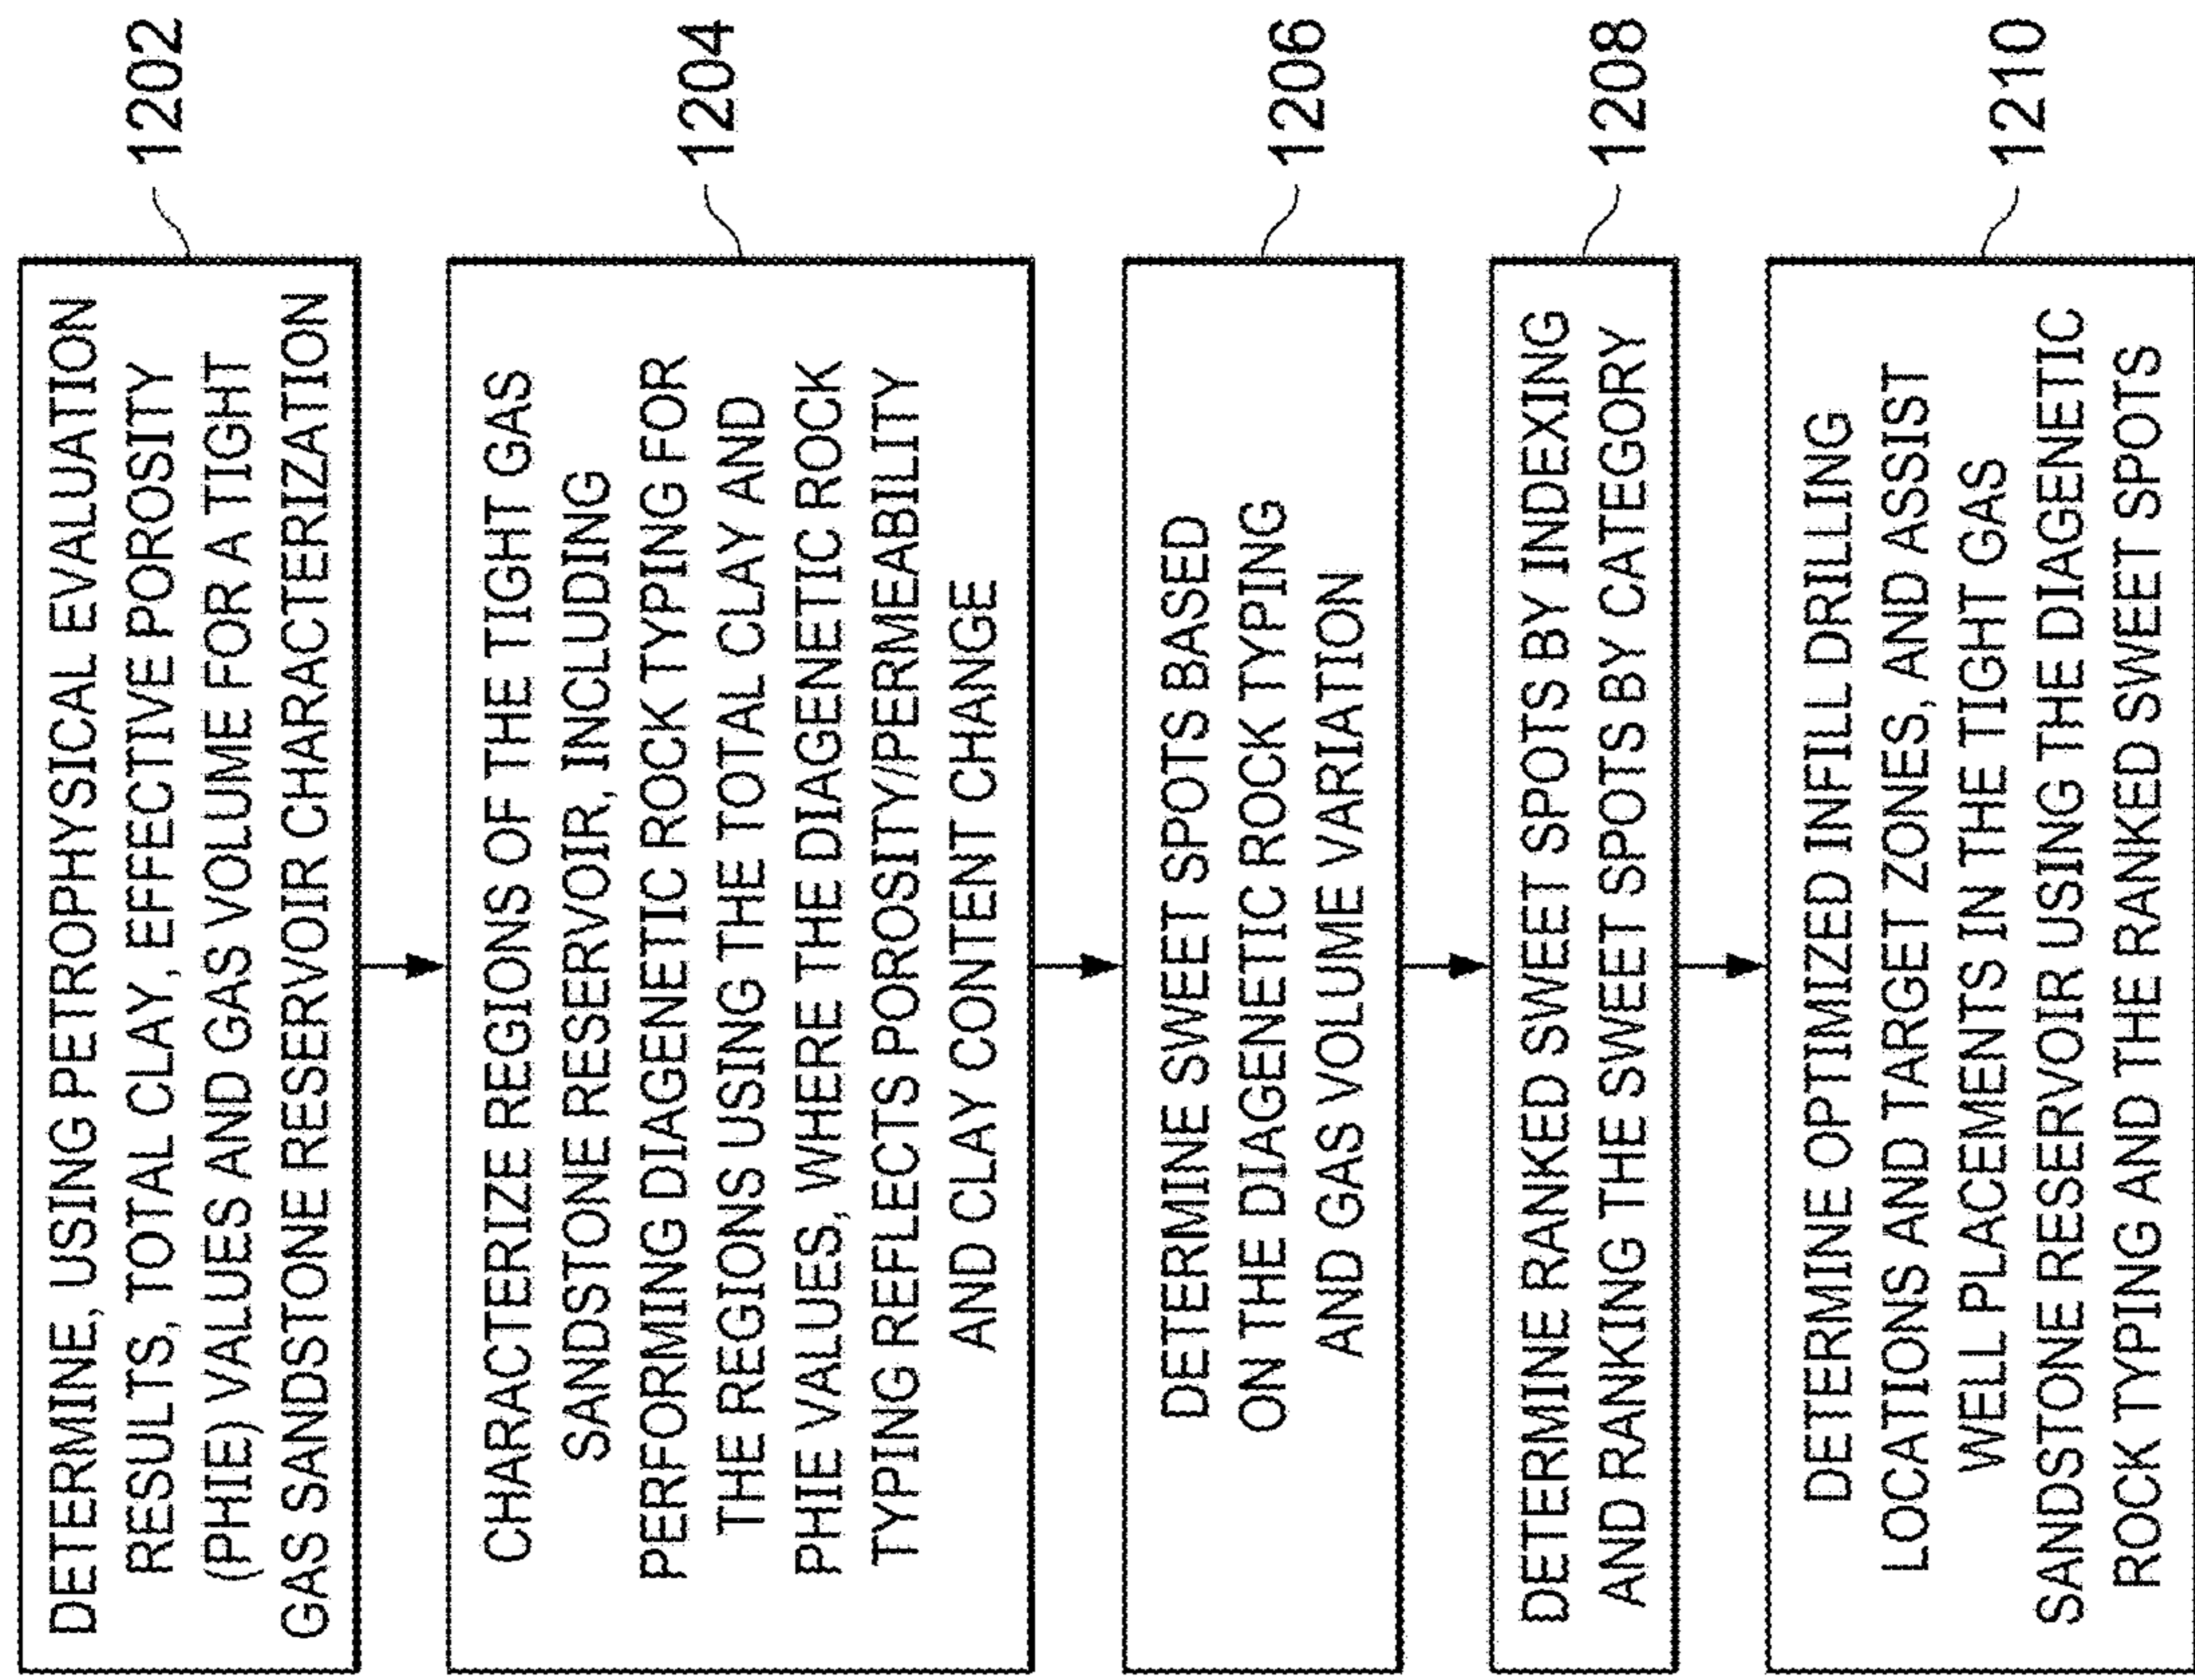 DETERMINE, USING PETROPHYSICAL EVALUATION
RESULTS, TOTAL CLAY, EFFECTIVE POROSITY
(PHIE) VALUES AND GAS VOLUME FOR A TIGHT
GAS SANDSTONE RESERVOIR CHARACTERIZATION
1202
CHARACTERIZE REGIONS OF THE TIGHT GAS
SANDSTONE RESERVOIR, INCLUDING
PERFORMING DIAGENETIC ROCK TYPING FOR
THE REGIONS USING THE TOTAL CLAY AND
PHIE VALUES, WHERE THE DIAGENETIC ROCK
TYPING REFLECTS POROSITY/PERMEABILITY
AND CLAY CONTENT CHANGE
1204
DETERMINE SWEET SPOTS BASED
ON THE DIAGENETIC ROCK TYPING
AND GAS VOLUME VARIATION
1206
DETERMINE RANKED SWEET SPOTS BY INDEXING
AND RANKING THE SWEET SPOTS BY CATEGORY
1208
DETERMINE OPTIMIZED INFILL DRILLING
LOCATIONS AND TARGET ZONES, AND ASSIST
WELL PLACEMENTS IN THE TIGHT GAS
SANDSTONE RESERVOIR USING THE DIAGENETIC
ROCK TYPING AND THE RANKED SWEET SPOTS
1210